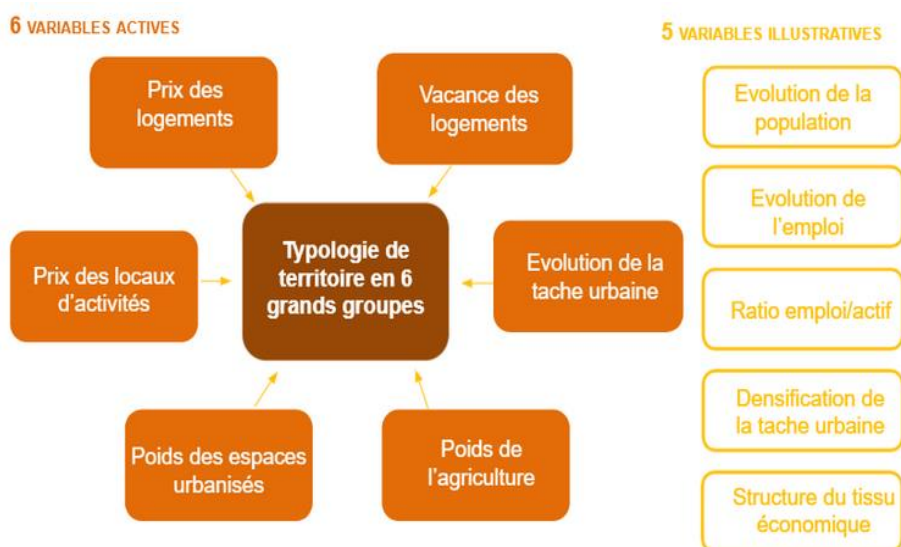 6 VARIABLES ACTIVES
Prix des
logements
Vacance des
logements
Prix des locaux
d'activités
Typologie de
territoire en 6
grands groupes
Evolution de la
tache urbaine
Poids des espaces
urbanisés
Poids de
l'agriculture
5 VARIABLES ILLUSTRATIVES
Evolution de la
population
Evolution de
l'emploi
Ratio emploi/actif
Densification de
la tache urbaine
Structure du tissu
économique